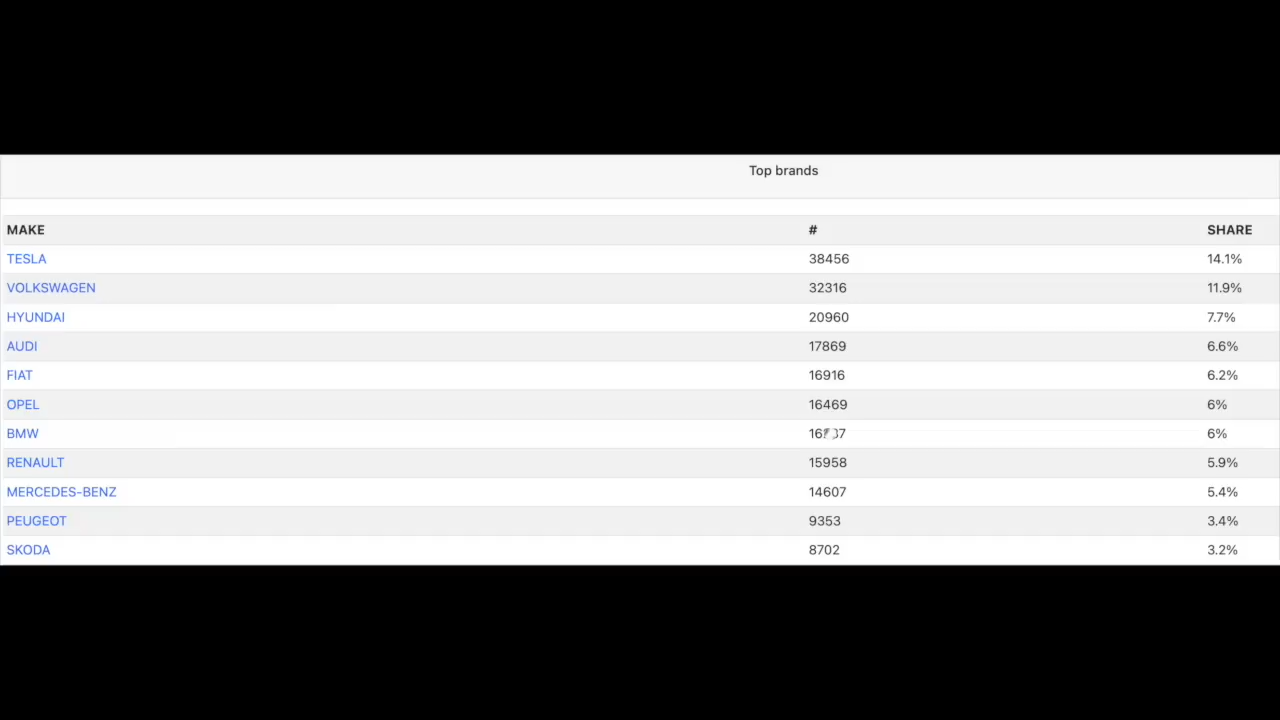 Top brands
MAKE # SHARE
TESLA 38456 14.1%
VOLKSWAGEN 32316 11.9%
HYUNDAI 20960 7.7%
AUDI 17869 6.6%
FIAT 16916 6.2%
OPEL 16469 6%
BMW 6%
RENAULT 15958 5.9%
MERCEDES-BENZ 14607 5.4%
PEUGEOT 9353 3.4%
SKODA 8702 3.2%